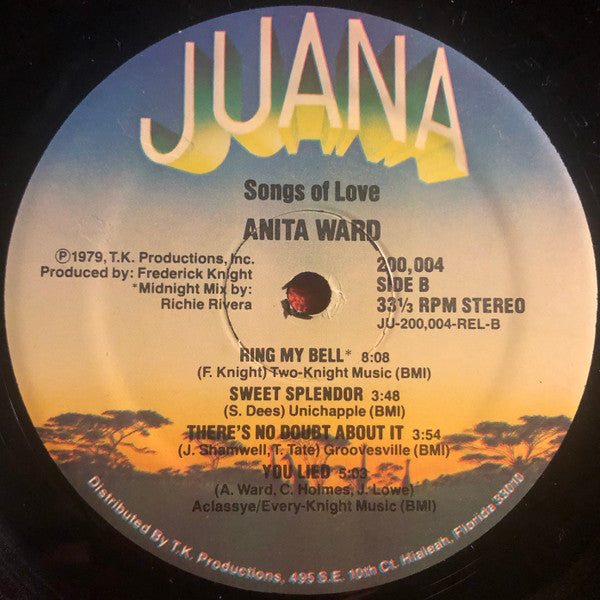 JUANA
Songs of Love
ANITA WARD
℗1979, T.K. Productions, Inc.
Produced by: Frederick Knight
*Midnight Mix by:
Richie Rivera
200,004
SIDE B
33⅓ RPM STEREO
JU-200,004-REL-B
RING MY BELL* 8:08
(F. Knight) Two-Knight Music (BMI)
SWEET SPLENDOR 3:48
(S. Dees) Unichapple (BMI)
THERE'S NO DOUBT ABOUT IT 3:54
(J. Shamwell, T. Tate) Groovesville (BMI)
YOU LIED 5:03
(A. Ward, C. Holmes, J. Lowe)
Aclassye/Every-Knight Music (BMI)
Distributed By T.K. Productions, 495 S.E. 10th Ct. Hialeah, Florida 33010